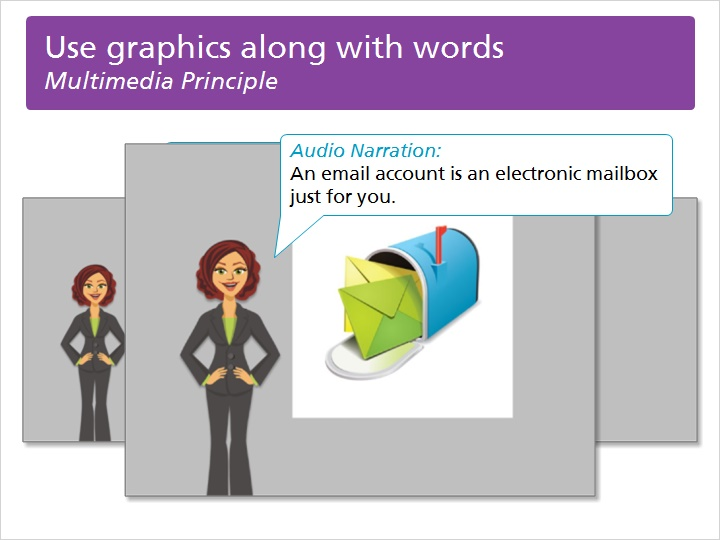 Use graphics along with words
Multimedia Principle
Audio Narration:
An email account is an electronic mailbox
just for you.